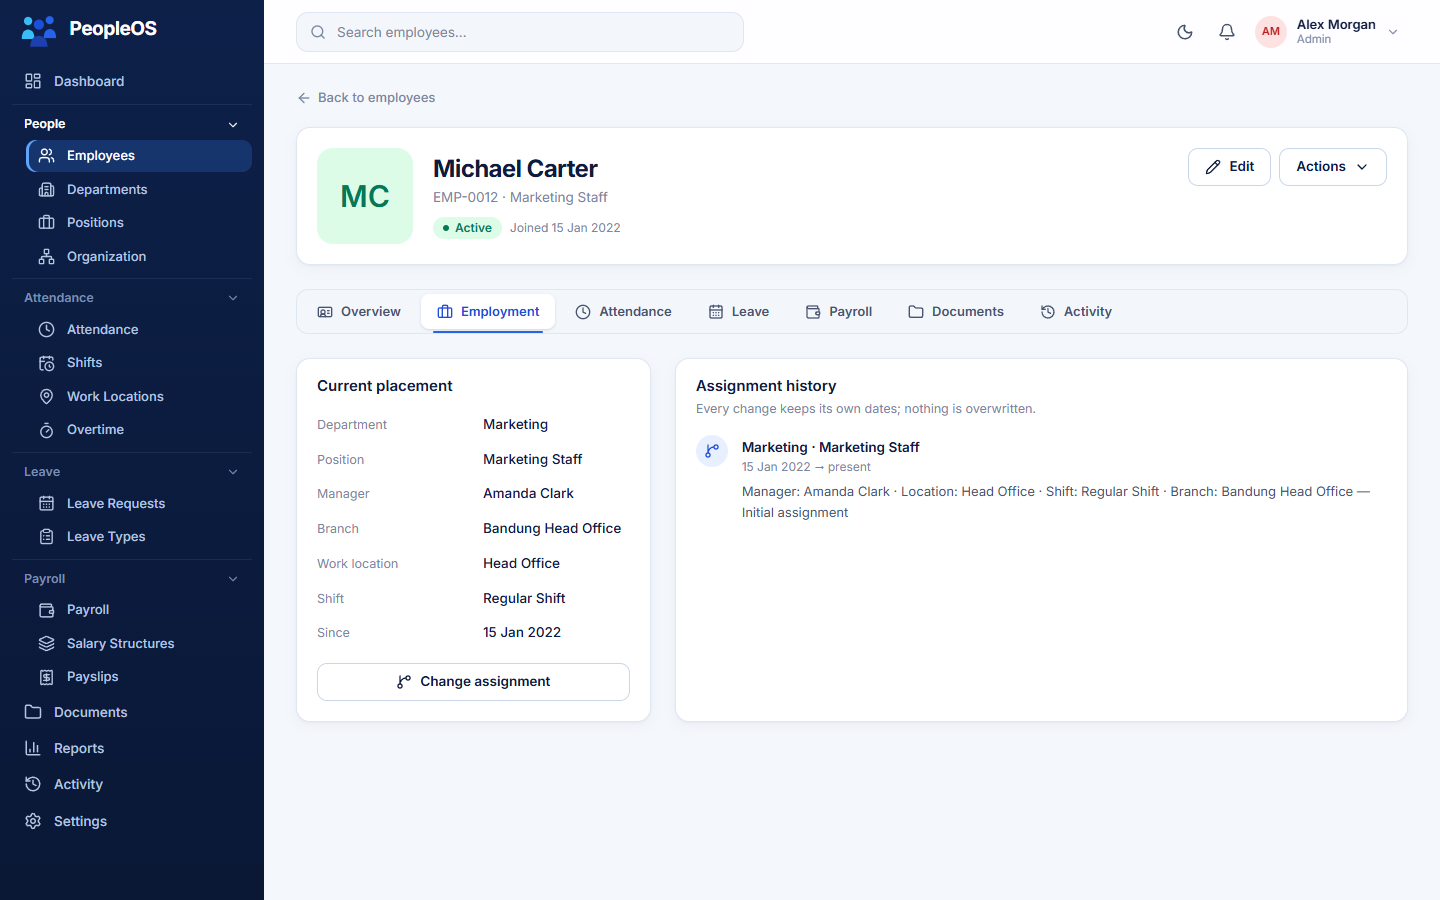 PeopleOS
Dashboard
People
Employees
Departments
Positions
Organization
Attendance
Attendance
Shifts
Work Locations
Overtime
Leave
Leave Requests
Leave Types
Payroll
Payroll
Salary Structures
Payslips
Documents
Reports
Activity
Settings
Search employees...
AM
Alex Morgan
Admin
Back to employees
MC
Michael Carter
EMP-0012 · Marketing Staff
Active
Joined 15 Jan 2022
Edit
Actions
Overview
Employment
Attendance
Leave
Payroll
Documents
Activity
Current placement
Department Marketing
Position Marketing Staff
Manager Amanda Clark
Branch Bandung Head Office
Work location Head Office
Shift Regular Shift
Since 15 Jan 2022
Change assignment
Assignment history
Every change keeps its own dates; nothing is overwritten.
Marketing · Marketing Staff
15 Jan 2022 → present
Manager: Amanda Clark · Location: Head Office · Shift: Regular Shift · Branch: Bandung Head Office —
Initial assignment